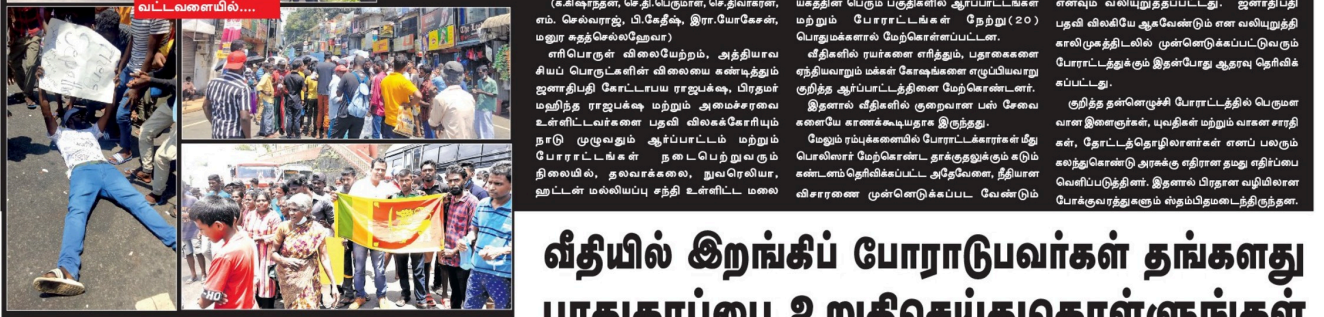 வட்டவளையில்....
(க.கிஷாந்தன், செ.தி.பெருமாள், செ.திவாகரன்,
எம். செல்வராஜ், பி.கேதீஷ், இரா.யோகேசன்,
மனுர சுதத்செல்லஹேவா)
எரிபொருள் விலையேற்றம், அத்தியாவ
சியப் பொருட்களின் விலையை கண்டித்தும்
ஜனாதிபதி கோட்டாபய ராஜபக்ஷ, பிரதமர்
மஹிந்த ராஜபக்ஷ மற்றும் அமைச்சரவை
உள்ளிட்டவர்களை பதவி விலகக்கோரியும்
நாடு முழுவதும் ஆர்ப்பாட்டம் மற்றும்
போராட்டங்கள் நடைபெற்றுவரும்
நிலையில், தலவாக்கலை, நுவரெலியா,
ஹட்டன் மல்லியப்பு சந்தி உள்ளிட்ட மலை
யகத்தின் பெரும் பகுதிகளில் ஆர்ப்பாட்டங்கள்
மற்றும் போராட்டங்கள் நேற்று(20)
பொதுமக்களால் மேற்கொள்ளப்பட்டன.
வீதிகளில் ரயர்களை எரித்தும், பதாகைகளை
ஏந்தியவாறும் மக்கள் கோஷங்களை எழுப்பியவாறு
குறித்த ஆர்ப்பாட்டத்தினை மேற்கொண்டனர்.
இதனால் வீதிகளில் குறைவான பஸ் சேவை
களையே காணக்கூடியதாக இருந்தது.
மேலும் ரம்புக்களையில் போராட்டக்காரர்கள் மீது
பொலிஸார் மேற்கொண்ட தாக்குதலுக்கும் கடும்
கண்டனம் தெரிவிக்கப்பட்ட அதேவேளை, நீதியான
விசாரணை முன்னெடுக்கப்பட வேண்டும்
எனவும் வலியுறுத்தப்பட்டது. ஜனாதிபதி
பதவி விலகியே ஆகவேண்டும் என வலியுறுத்தி
காலிமுகத்திடலில் முன்னெடுக்கப்பட்டுவரும்
போராட்டத்துக்கும் இதன்போது ஆதரவு தெரிவிக்
கப்பட்டது.
குறித்த தன்னெழுச்சி போராட்டத்தில் பெருமள
வான இளைஞர்கள், யுவதிகள் மற்றும் வாகன சாரதி
கள், தோட்டத்தொழிலாளர்கள் எனப் பலரும்
கலந்துகொண்டு அரசுக்கு எதிரான தமது எதிர்ப்பை
வெளிப்படுத்தினர். இதனால் பிரதான வழியிலான
போக்குவரத்துகளும் ஸ்தம்பிதமடைந்திருந்தன.
வீதியில் இறங்கிப் போராடுபவர்கள் தங்களது
பாதுகாப்பை உறுதிசெய்துகொள்ளுங்கள்